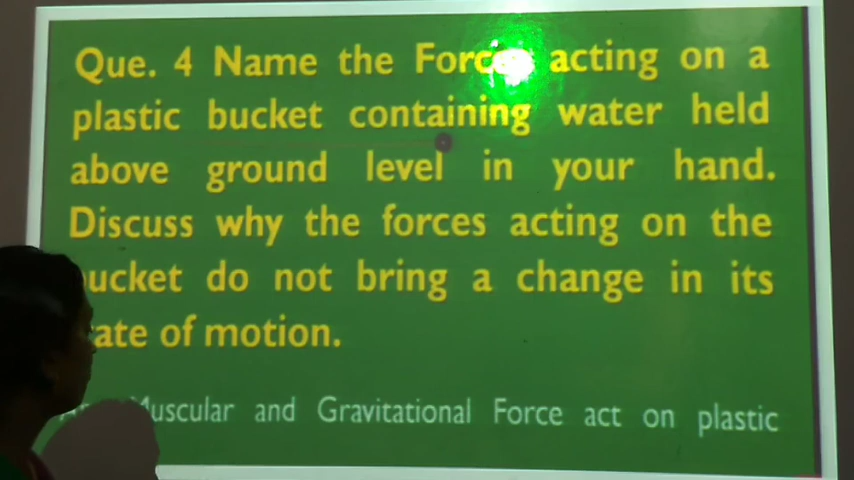 Que. 4 Name the Forces acting on a
plastic bucket containing water held
above ground level in your hand.
Discuss why the forces acting on the
bucket do not bring a change in its
state of motion.
Muscular and Gravitational Force act on plastic